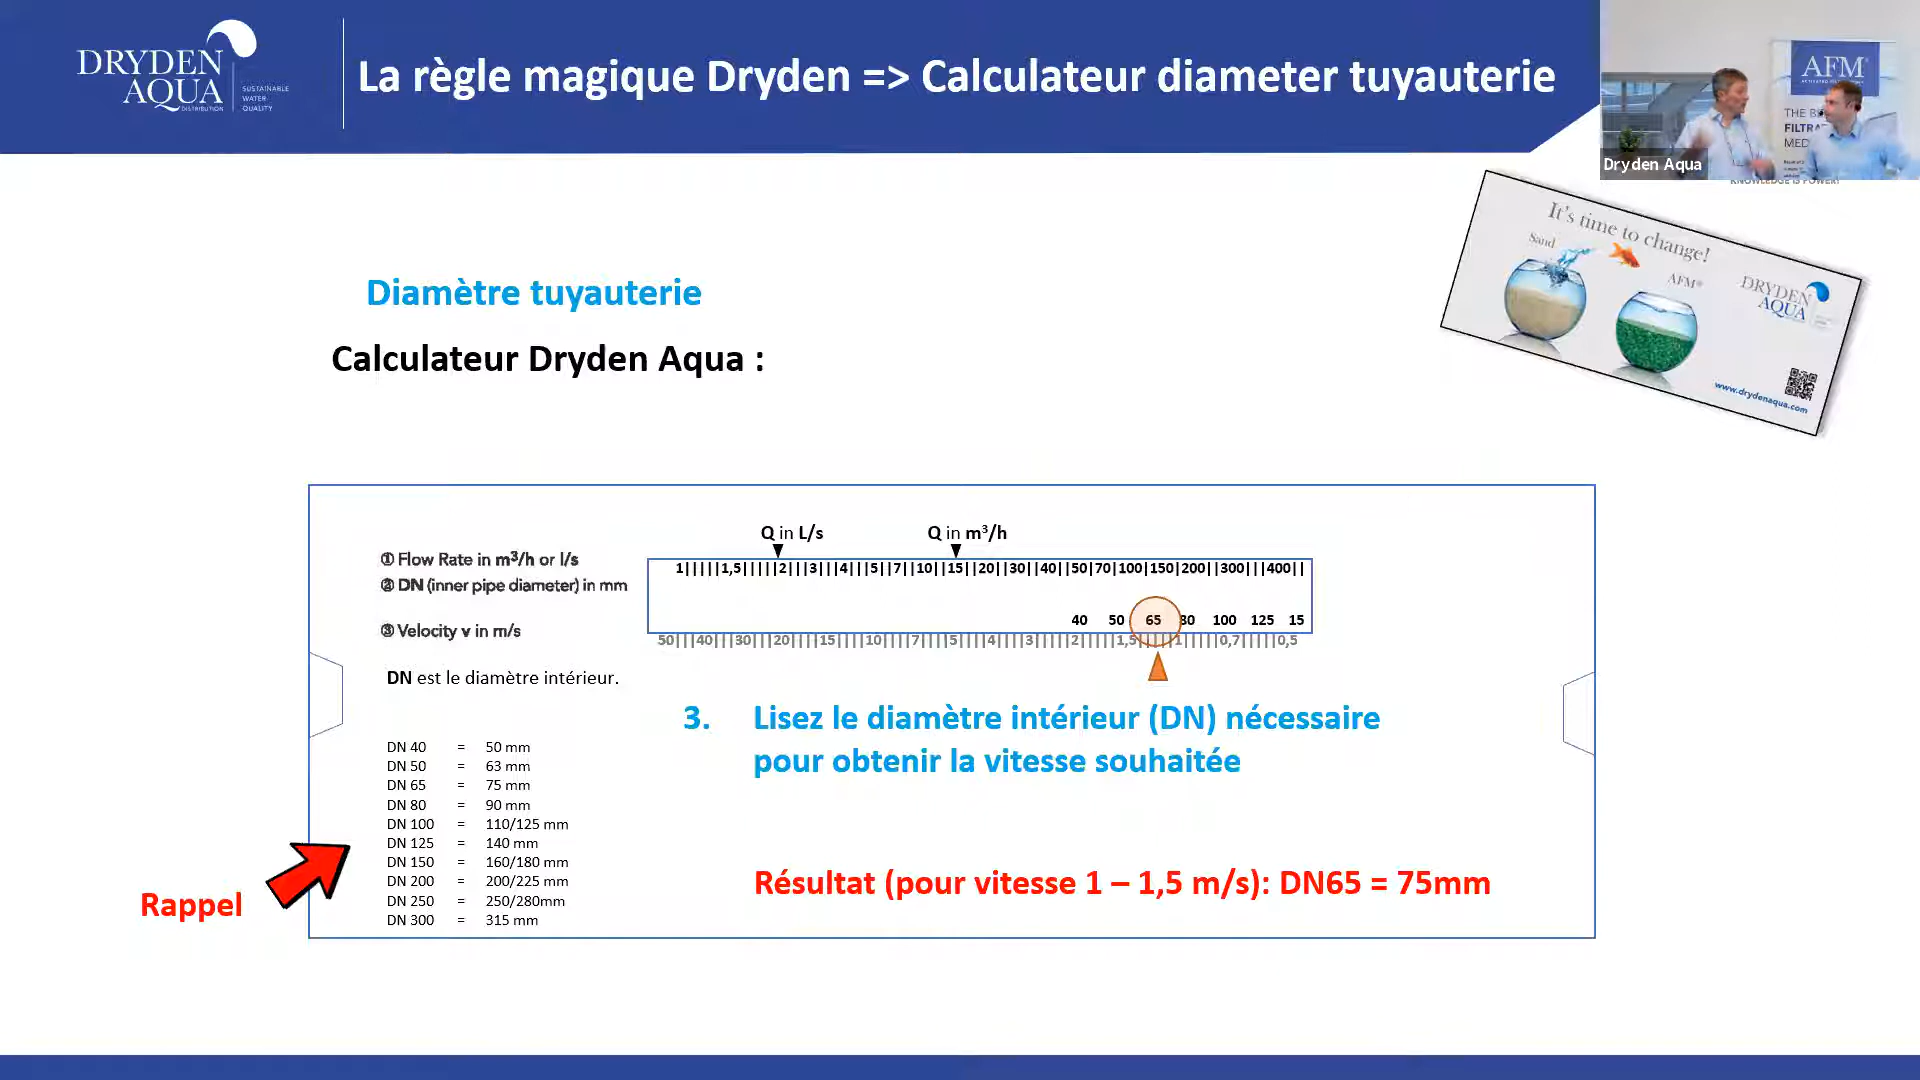 DRYDEN
AQUA
DISTRIBUTION
SUSTAINABLE
WATER
QUALITY
La règle magique Dryden => Calculateur diameter tuyauterie
AFM®
THE B
FILTRA
MED
Dryden Aqua
KNOWLEDGE IS POWER!
It's time to change!
Sand
AFM®
DRYDEN
AQUA
www.drydenaqua.com
Diamètre tuyauterie
Calculateur Dryden Aqua :
Q in L/s
Q in m³/h
① Flow Rate in m³/h or l/s
② DN (inner pipe diameter) in mm
③ Velocity v in m/s
1|||||1,5|||||2|||3|||4|||5||7||10||15||20||30||40||50|70|100|150|200||300|||400||
40 50 65 80 100 125 15
50|||40|||30|||20|||15|||10|||7|||5|||4|||3||||2||||1,5|||||1||||0,7|||||0,5
DN est le diamètre intérieur.
3. Lisez le diamètre intérieur (DN) nécessaire
pour obtenir la vitesse souhaitée
DN 40 = 50 mm
DN 50 = 63 mm
DN 65 = 75 mm
DN 80 = 90 mm
DN 100 = 110/125 mm
DN 125 = 140 mm
DN 150 = 160/180 mm
DN 200 = 200/225 mm
DN 250 = 250/280mm
DN 300 = 315 mm
Rappel
Résultat (pour vitesse 1 – 1,5 m/s): DN65 = 75mm